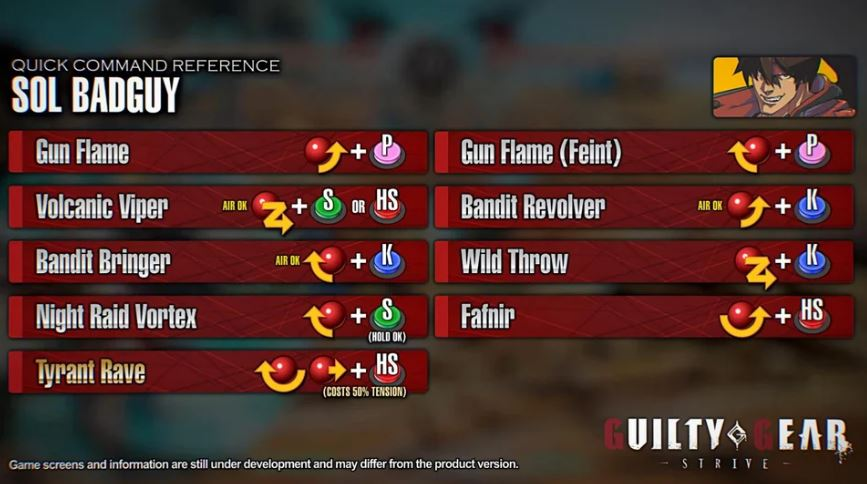 QUICK COMMAND REFERENCE
SOL BADGUY
Gun Flame + P
Gun Flame (Feint) + P
Volcanic Viper AIR OK + S OR HS
Bandit Revolver AIR OK + K
Bandit Bringer AIR OK + K
Wild Throw + K
Night Raid Vortex + S
(HOLD OK)
Fafnir + HS
Tyrant Rave + HS
(COSTS 50% TENSION)
GUILTY GEAR
STRIVE
Game screens and information are still under development and may differ from the product version.